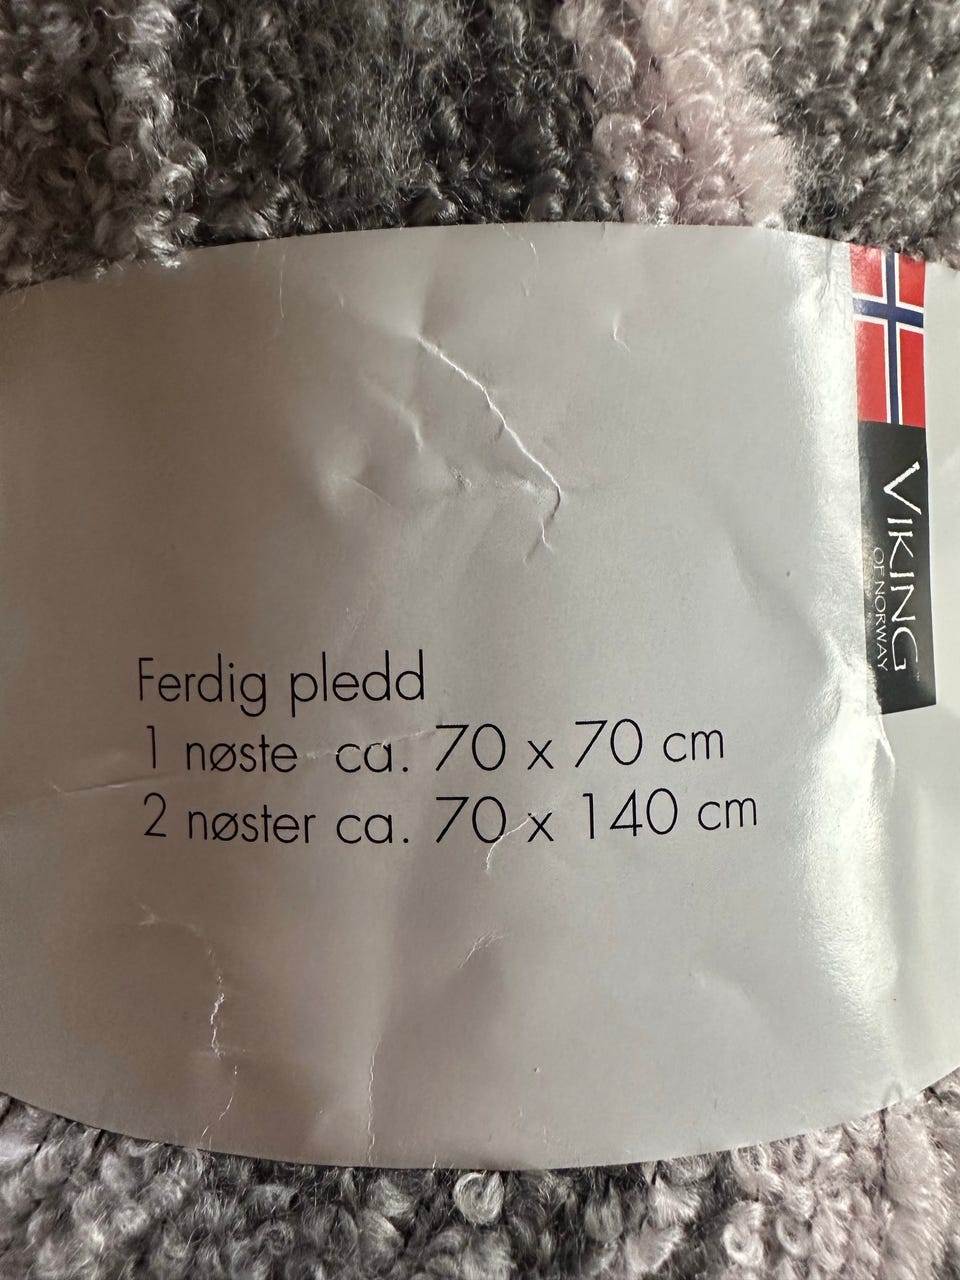 VIKING
OF NORWAY
Ferdig pledd
1 nøste ca. 70 x 70 cm
2 nøster ca. 70 x 140 cm